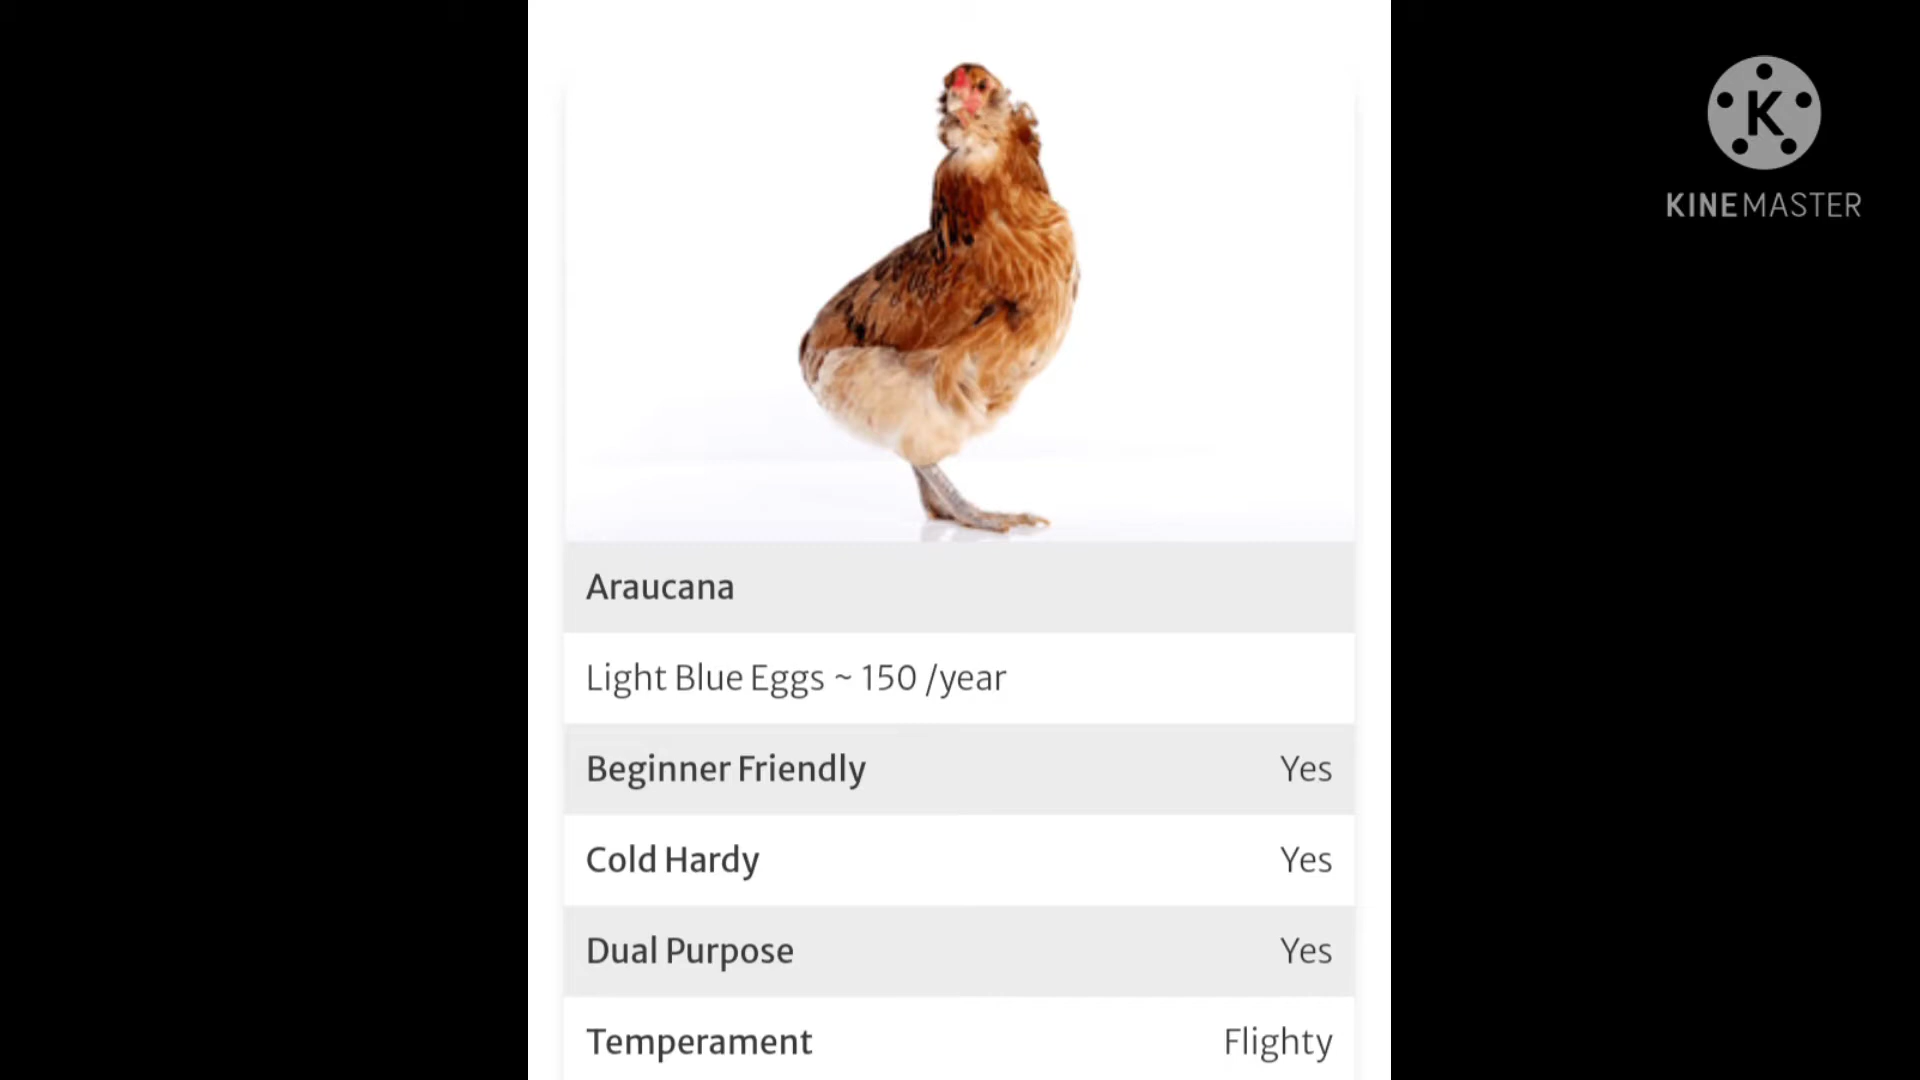 K
KINEMASTER
Araucana
Light Blue Eggs ~ 150 /year
Beginner Friendly Yes
Cold Hardy Yes
Dual Purpose Yes
Temperament Flighty